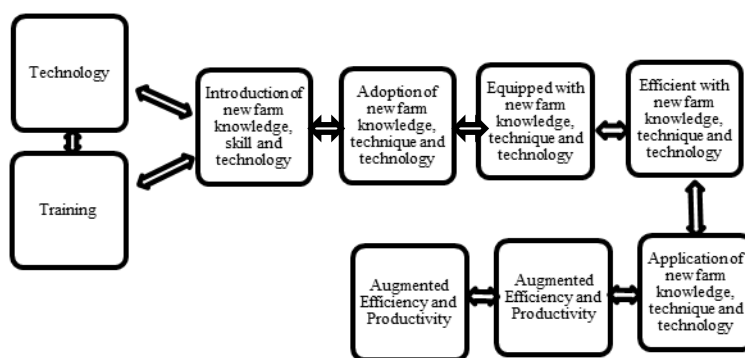 Technology
Training
Introduction of
new farm
knowledge,
skill and
technology
Adoption of
new farm
knowledge,
technique and
technology
Equipped with
new farm
knowledge,
technique and
technology
Efficient with
new farm
knowledge,
technique and
technology
Application of
new farm
knowledge,
technique and
technology
Augmented
Efficiency and
Productivity
Augmented
Efficiency and
Productivity